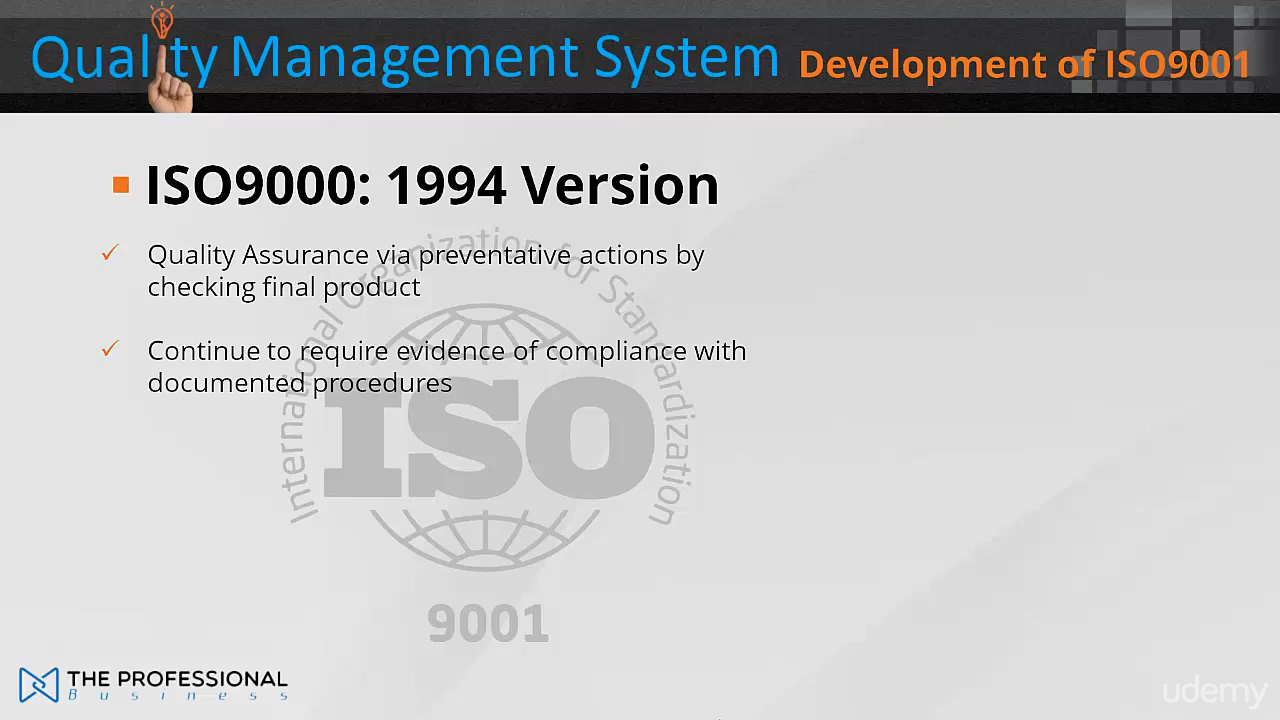 Quality Management System Development of ISO9001
ISO9000: 1994 Version
Quality Assurance via preventative actions by
checking final product
Continue to require evidence of compliance with
documented procedures
International Organization for Standardization
ISO
9001
THE PROFESSIONAL
Business
udemy